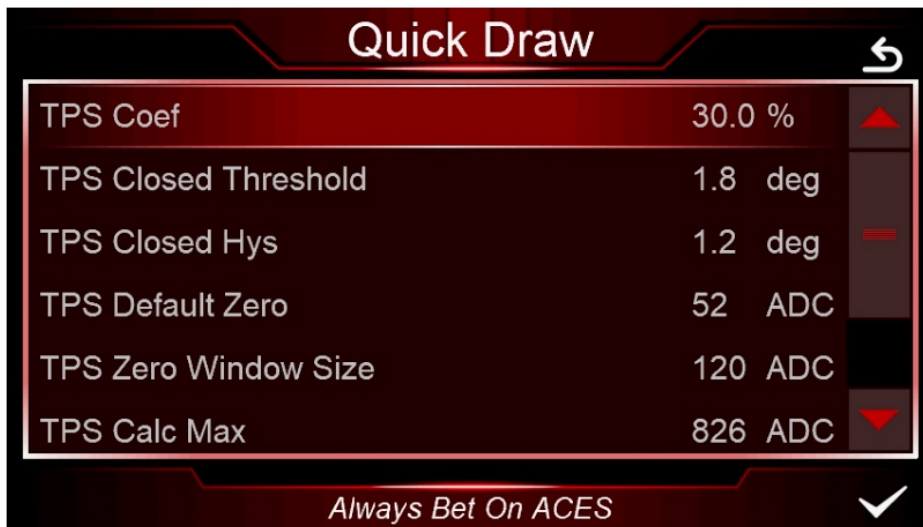 Quick Draw
TPS Coef 30.0 %
TPS Closed Threshold 1.8 deg
TPS Closed Hys 1.2 deg
TPS Default Zero 52 ADC
TPS Zero Window Size 120 ADC
TPS Calc Max 826 ADC
Always Bet On ACES